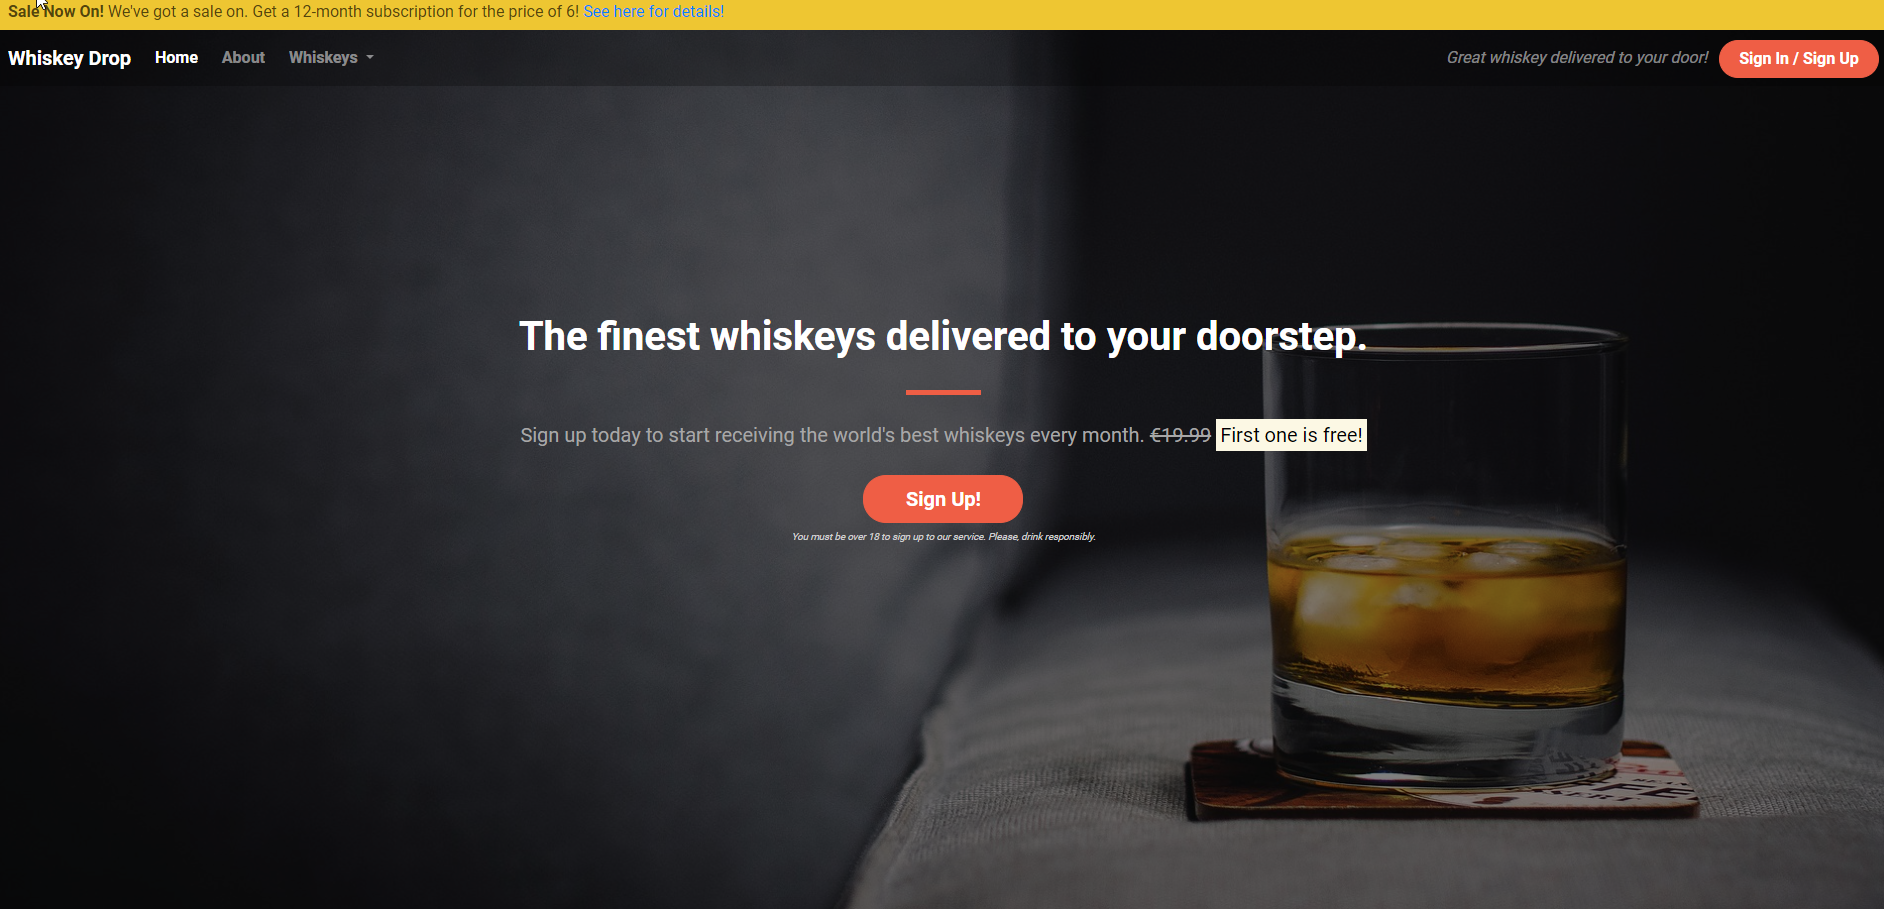 Sale Now On! We've got a sale on. Get a 12-month subscription for the price of 6! See here for details!
Whiskey Drop Home About Whiskeys Great whiskey delivered to your door! Sign In / Sign Up
The finest whiskeys delivered to your doorstep.
Sign up today to start receiving the world's best whiskeys every month. €19.99 First one is free!
Sign Up!
You must be over 18 to sign up to our service. Please, drink responsibly.